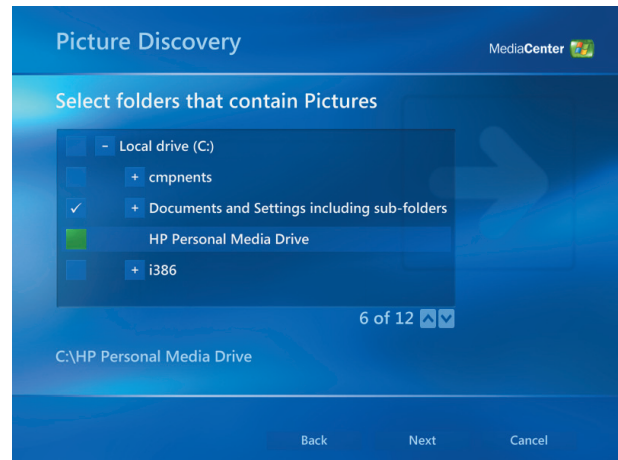 Picture Discovery
MediaCenter
Select folders that contain Pictures
- Local drive (C:)
+ cmpnents
✓ + Documents and Settings including sub-folders
HP Personal Media Drive
+ i386
6 of 12
C:\HP Personal Media Drive
Back Next Cancel